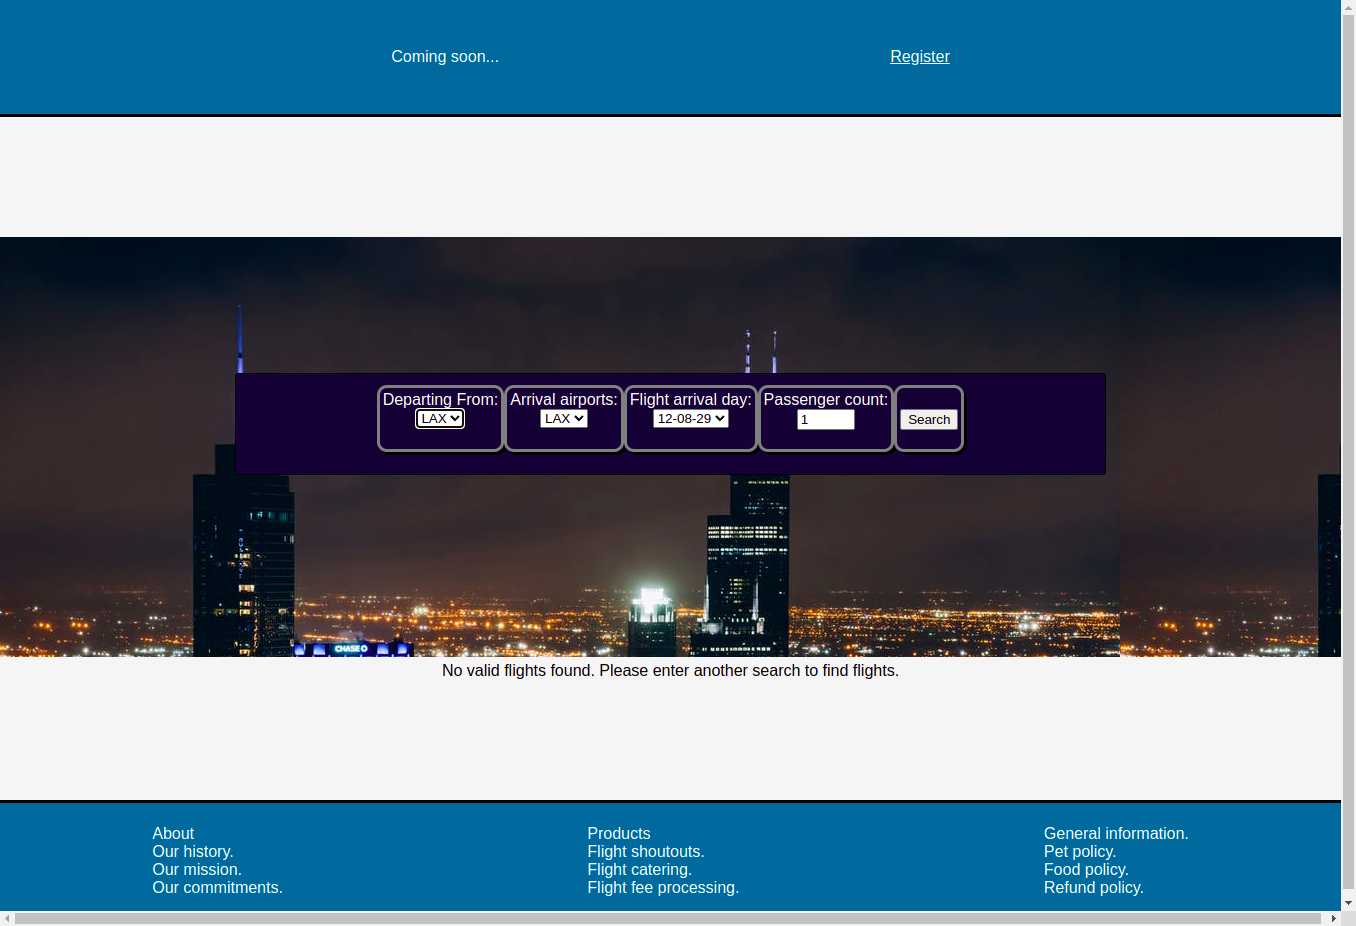 Coming soon...
Register
Departing From:
LAX
Arrival airports:
LAX
Flight arrival day:
12-08-29
Passenger count:
1
Search
CHASE
No valid flights found. Please enter another search to find flights.
About
Our history.
Our mission.
Our commitments.
Products
Flight shoutouts.
Flight catering.
Flight fee processing.
General information.
Pet policy.
Food policy.
Refund policy.